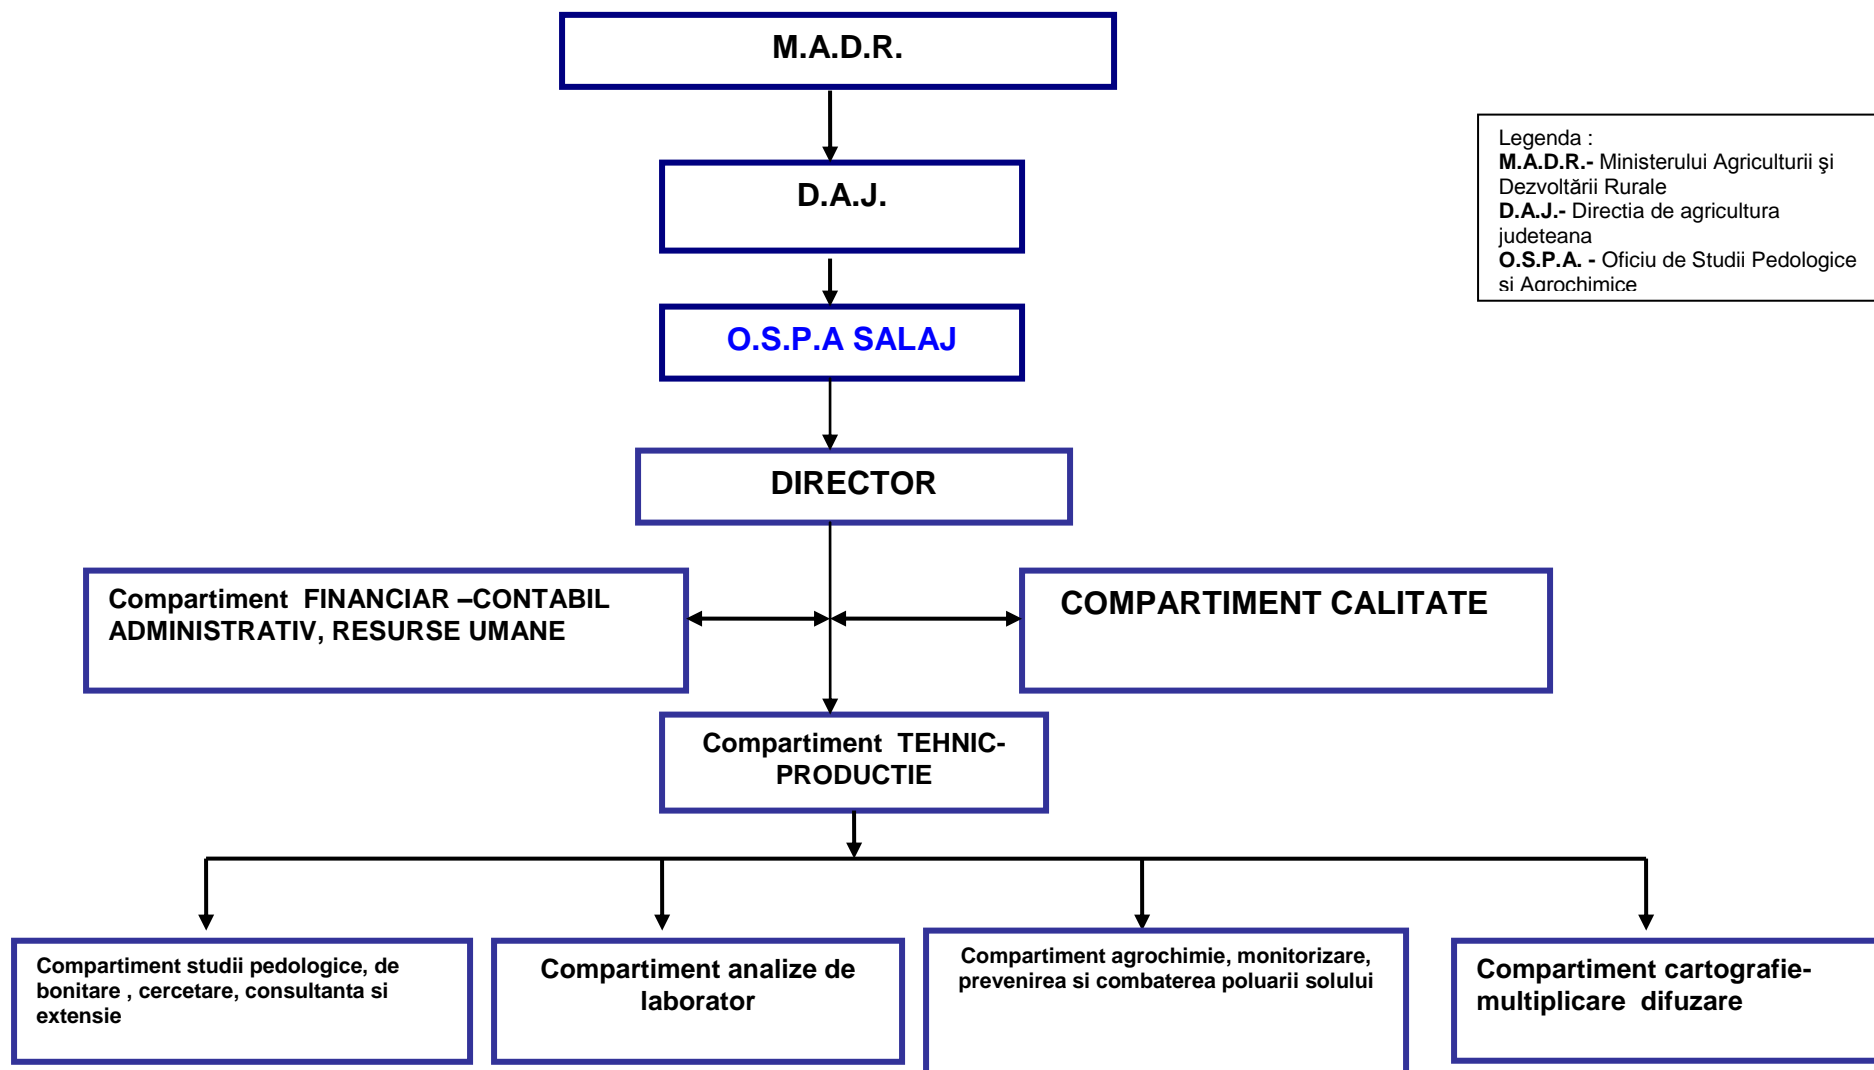 M.A.D.R.
Legenda :
M.A.D.R.- Ministerului Agriculturii şi
Dezvoltării Rurale
D.A.J.- Directia de agricultura
judeteana
O.S.P.A. - Oficiu de Studii Pedologice
si Agrochimice
D.A.J.
O.S.P.A SALAJ
DIRECTOR
Compartiment FINANCIAR –CONTABIL
ADMINISTRATIV, RESURSE UMANE
COMPARTIMENT CALITATE
Compartiment TEHNIC-
PRODUCTIE
Compartiment studii pedologice, de
bonitare , cercetare, consultanta si
extensie
Compartiment analize de
laborator
Compartiment agrochimie, monitorizare,
prevenirea si combaterea poluarii solului
Compartiment cartografie-
multiplicare difuzare